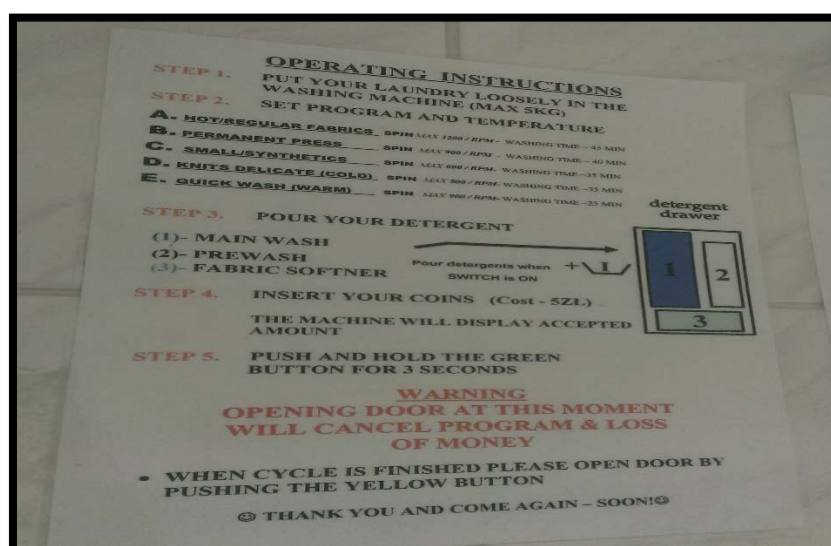 OPERATING INSTRUCTIONS
STEP 1. PUT YOUR LAUNDRY LOOSELY IN THE
WASHING MACHINE (MAX 5KG)
STEP 2. SET PROGRAM AND TEMPERATURE
A- HOT/REGULAR FABRICS SPIN MAX 1200 / RPM - WASHING TIME - 45 MIN
B- PERMANENT PRESS SPIN MAX 900 / RPM - WASHING TIME - 40 MIN
C- SMALL/SYNTHETICS SPIN MAX 600 / RPM - WASHING TIME -35 MIN
D- KNITS DELICATE (COLD) SPIN MAX 900 / RPM- WASHING TIME -35 MIN
E- QUICK WASH (WARM) SPIN MAX 900 / RPM- WASHING TIME -25 MIN
detergent
drawer
STEP 3. POUR YOUR DETERGENT
(1)- MAIN WASH
(2)- PREWASH
(3)- FABRIC SOFTNER
Pour detergents when
SWITCH is ON
+ I
1
2
3
STEP 4. INSERT YOUR COINS (Cost - 5ZŁ)
THE MACHINE WILL DISPLAY ACCEPTED
AMOUNT
STEP 5. PUSH AND HOLD THE GREEN
BUTTON FOR 3 SECONDS
WARNING
OPENING DOOR AT THIS MOMENT
WILL CANCEL PROGRAM & LOSS
OF MONEY
• WHEN CYCLE IS FINISHED PLEASE OPEN DOOR BY
PUSHING THE YELLOW BUTTON
☺ THANK YOU AND COME AGAIN – SOON!☺